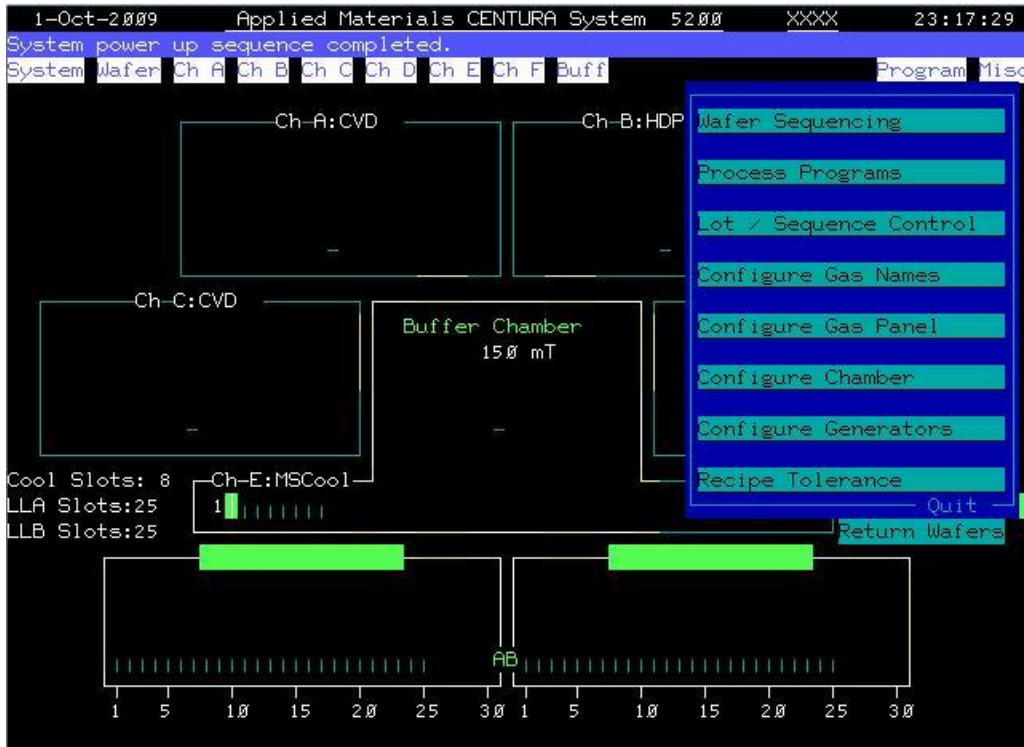 1-Oct-2009 Applied Materials CENTURA System 5200 XXXX 23:17:29
System power up sequence completed.
System Wafer Ch A Ch B Ch C Ch D Ch E Ch F Buff Program Misc
Ch-A:CVD Ch-B:HDP
Wafer Sequencing
Process Programs
Lot / Sequence Control
Configure Gas Names
Ch-C:CVD
Buffer Chamber
Configure Gas Panel
150 mT
Configure Chamber
Configure Generators
Cool Slots: 8 Ch-E:MSCool
Recipe Tolerance
LLA Slots:25 1
Quit
LLB Slots:25
Return Wafers
AB
1 5 10 15 20 25 30 1 5 10 15 20 25 30